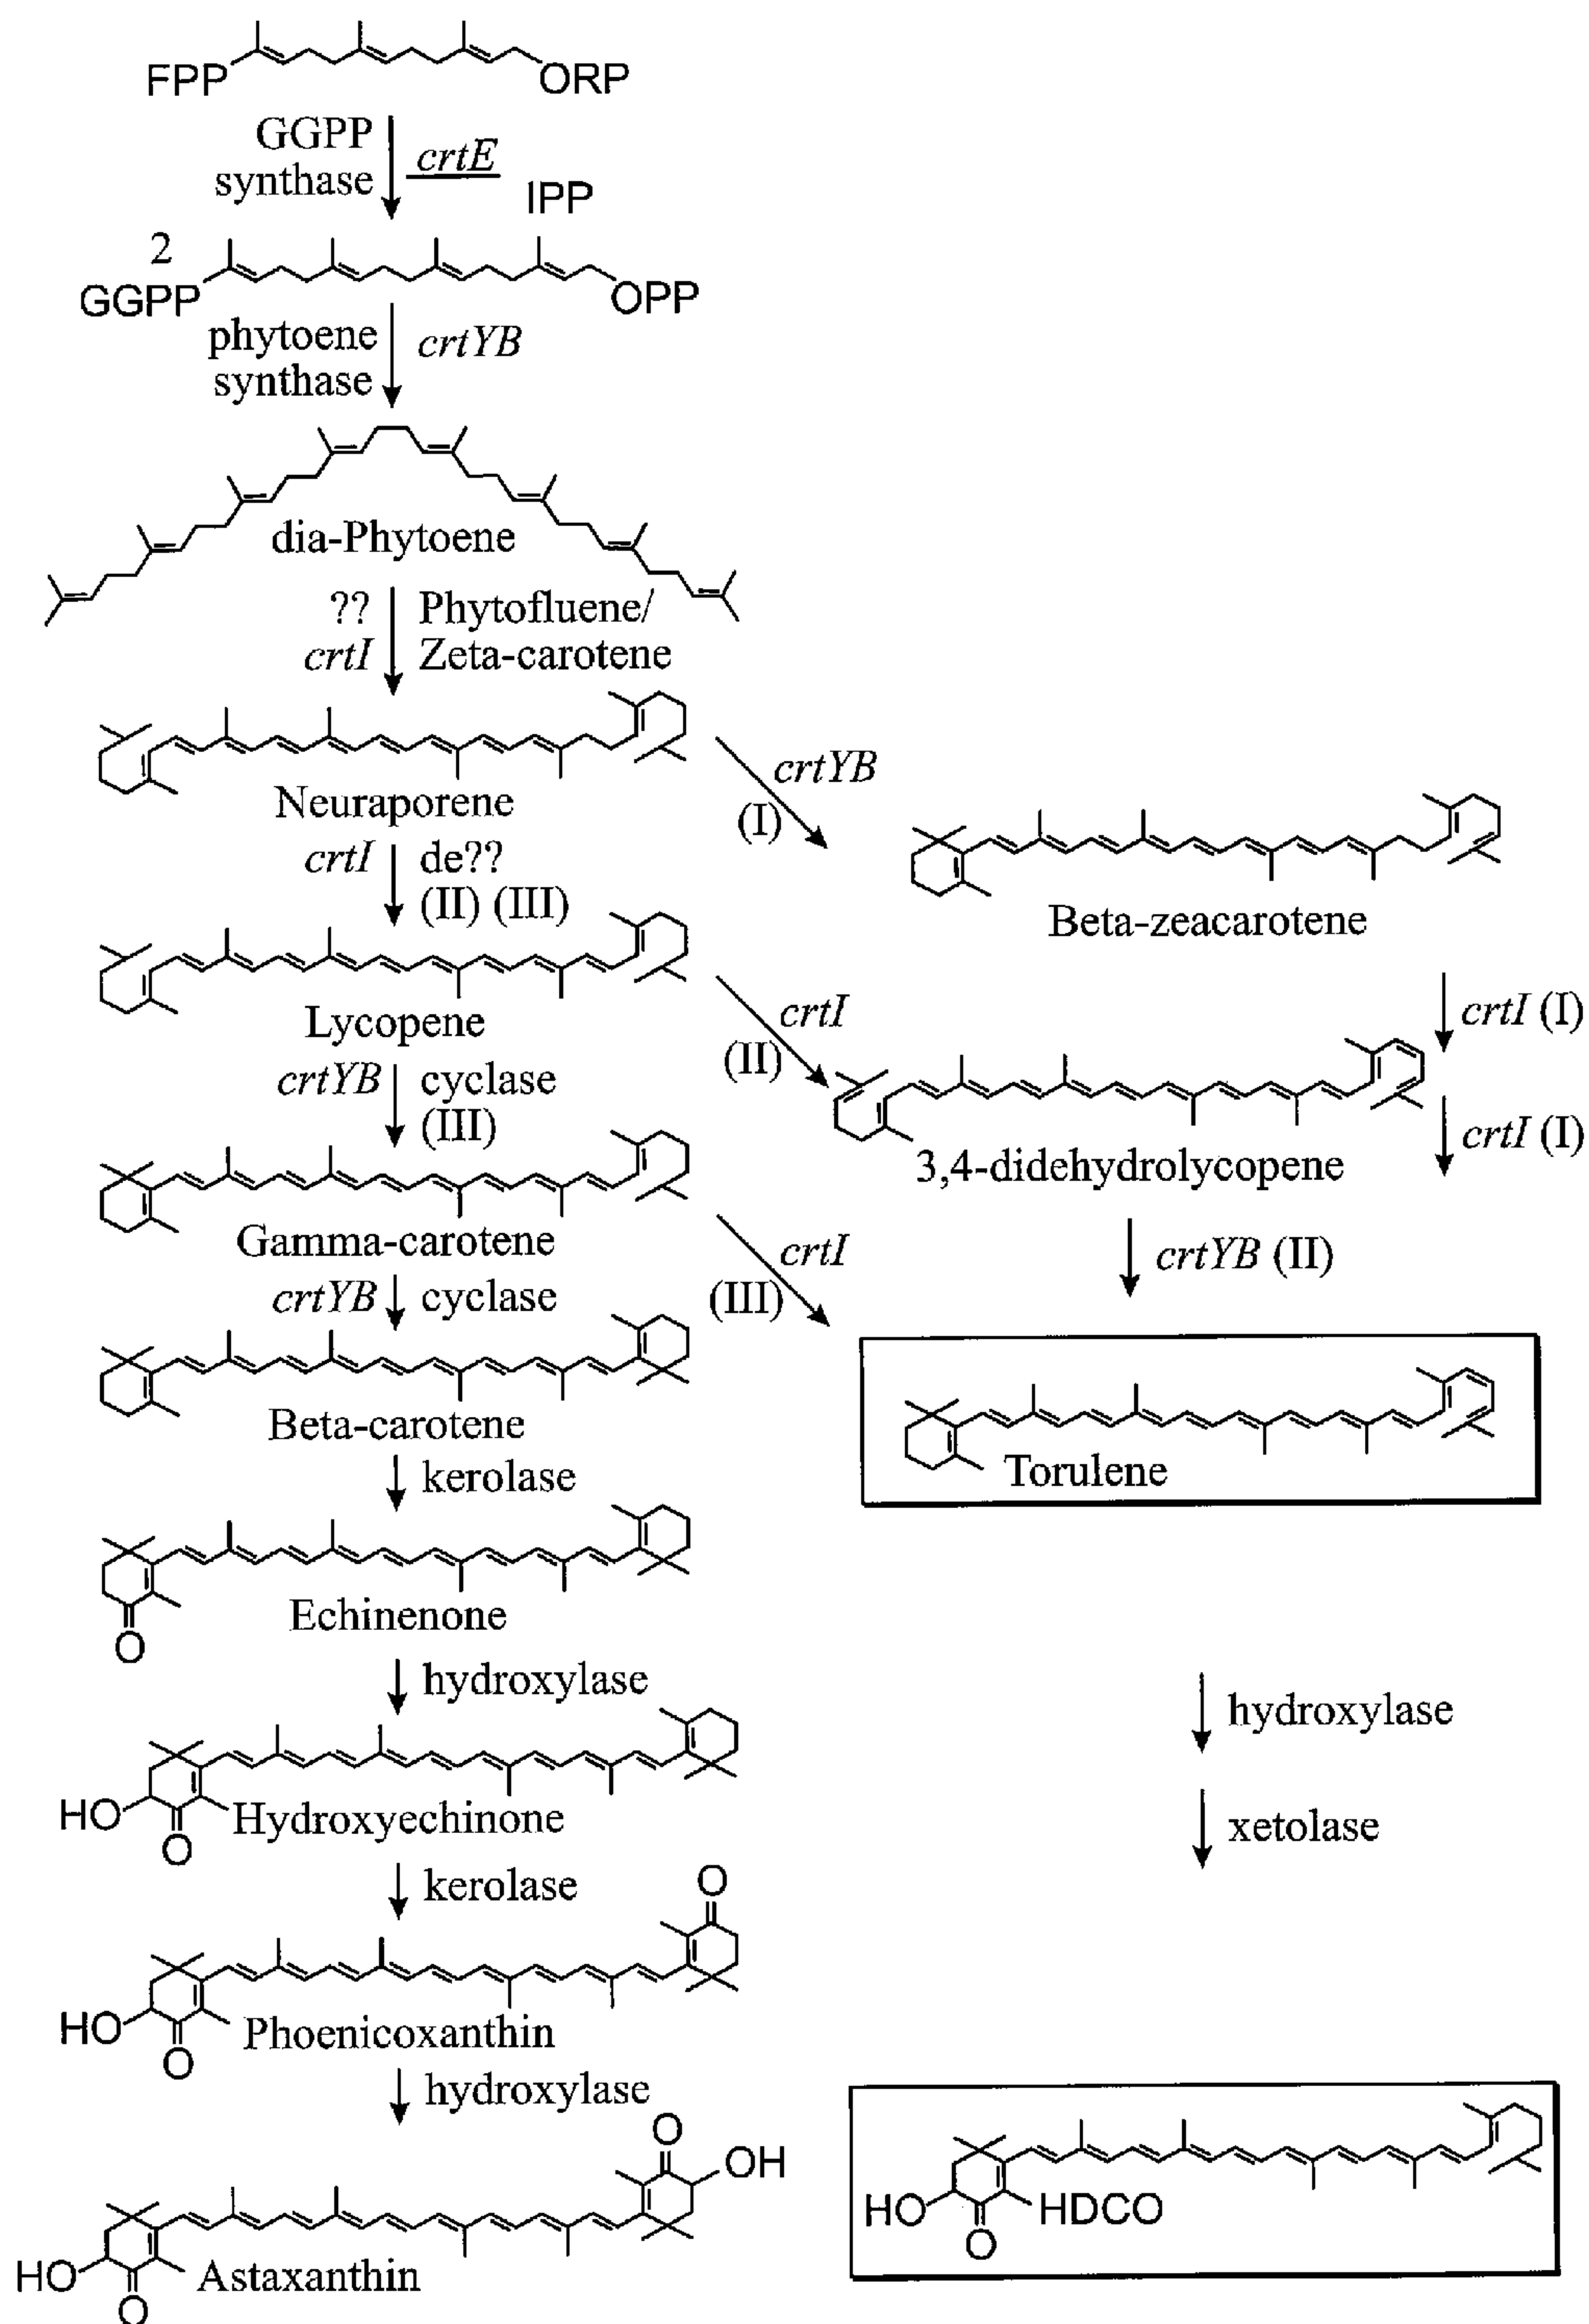 FPP
ORP
GGPP
synthase
crtE
IPP
2
GGPP
OPP
phytoene
synthase
crtYB
dia-Phytoene
??
crtI
Phytofluene/
Zeta-carotene
Neuraporene
crtYB
(I)
Beta-zeacarotene
crtI
de??
(II) (III)
Lycopene
crtI
(II)
crtI (I)
3,4-didehydrolycopene
crtI (I)
crtYB
cyclase
(III)
Gamma-carotene
crtI
(III)
crtYB (II)
crtYB
cyclase
Beta-carotene
Torulene
kerolase
Echinenone
O
hydroxylase
hydroxylase
HO
O
Hydroxyechinone
xetolase
kerolase
O
HO
O
Phoenicoxanthin
hydroxylase
O
OH
HO
O
Astaxanthin
HO
O
HDCO